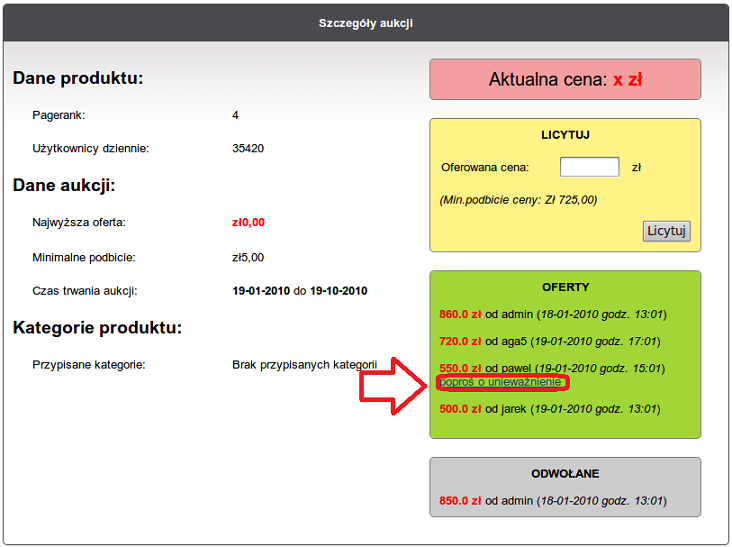 Szczegóły aukcji
Dane produktu:
Pagerank: 4
Użytkownicy dziennie: 35420
Dane aukcji:
Najwyższa oferta: zł0,00
Minimalne podbicie: zł5,00
Czas trwania aukcji: 19-01-2010 do 19-10-2010
Kategorie produktu:
Przypisane kategorie: Brak przypisanych kategorii
Aktualna cena: x zł
LICYTUJ
Oferowana cena: zł
(Min.podbicie ceny: Zł 725,00)
Licytuj
OFERTY
860.0 zł od admin (18-01-2010 godz. 13:01)
720.0 zł od aga5 (19-01-2010 godz. 17:01)
550.0 zł od pawel (19-01-2010 godz. 15:01)
poproś o unieważnienie
500.0 zł od jarek (19-01-2010 godz. 13:01)
ODWOŁANE
850.0 zł od admin (18-01-2010 godz. 13:01)